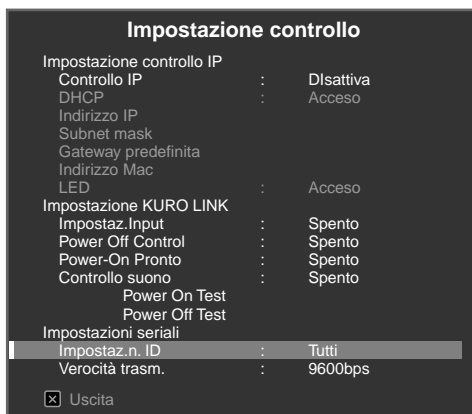 Impostazione controllo
Impostazione controllo IP
Controllo IP : DIsattiva
DHCP : Acceso
Indirizzo IP
Subnet mask
Gateway predefinita
Indirizzo Mac
LED : Acceso
Impostazione KURO LINK
Impostaz.Input : Spento
Power Off Control : Spento
Power-On Pronto : Spento
Controllo suono : Spento
Power On Test
Power Off Test
Impostazioni seriali
Impostaz.n. ID : Tutti
Verocità trasm. : 9600bps
Uscita